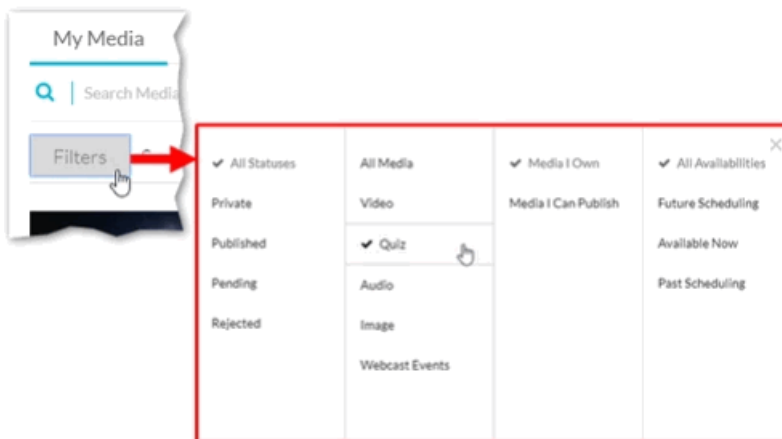 My Media
Search Media
Filters
All Statuses
Private
Published
Pending
Rejected
All Media
Video
Quiz
Audio
Image
Webcast Events
Media I Own
Media I Can Publish
All Availabilities
Future Scheduling
Available Now
Past Scheduling